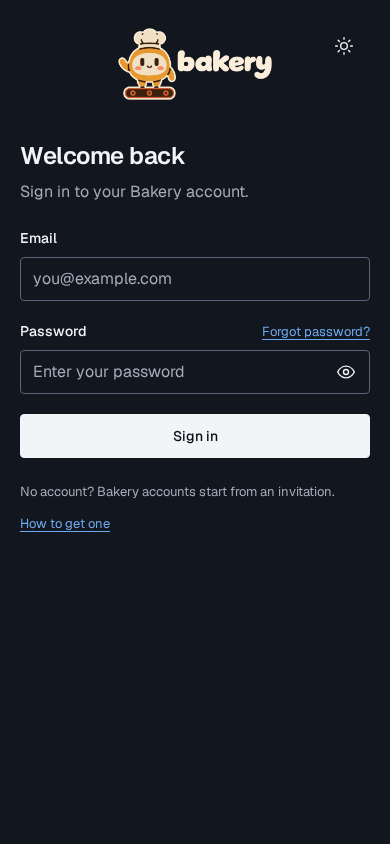 bakery
Welcome back
Sign in to your Bakery account.
Email
you@example.com
Password
Forgot password?
Enter your password
Sign in
No account? Bakery accounts start from an invitation.
How to get one